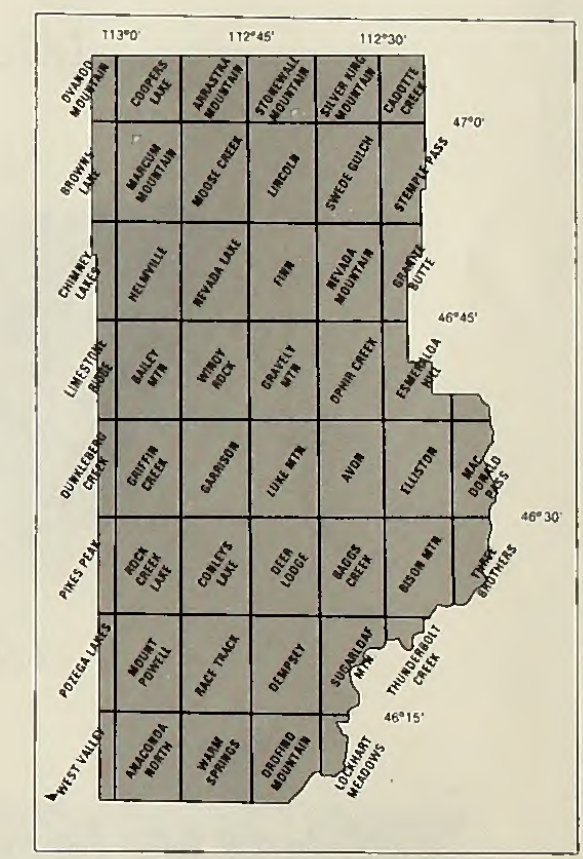 113°0'
112°45'
112°30'
OVANDO
MOUNTAIN
COOPERS
LAKE
ARRASTRA
MOUNTAIN
STONEWALL
MOUNTAIN
SILVER KING
MOUNTAIN
CADOTTE
CREEK
47°0'
BROWNS
LAKE
MARCUM
MOUNTAIN
MOOSE CREEK
LINCOLN
SWEDE GULCH
STEMPLE PASS
CHIMNEY
LAKES
HELMVILLE
NEVADA LAKE
FINN
NEVADA
MOUNTAIN
GRANITE
BUTTE
46°45'
LIMESTONE
RIDGE
BAILEY
MTN
WINDY
ROCK
GRAVELY
MTN
OPHIR CREEK
ESMERALDA
HILL
DUNKLEBERG
CREEK
GRIFFIN
CREEK
GARRISON
LUKE MTN.
AVON
ELLISTON
MAC
DONALD
PASS
46°30'
PIKES PEAK
ROCK
CREEK
LAKE
CONLEYS
LAKE
DEER
LODGE
BAGGS
CREEK
BISON MTN.
THREE
BROTHERS
POZEGA LAKES
MOUNT
POWELL
RACE TRACK
DEMPSEY
SUGARLOAF
MTN
THUNDERBOLT
CREEK
46°15'
WEST VALLEY
ANACONDA
NORTH
WARM
SPRINGS
OROFINO
MOUNTAIN
LOCKHART
MEADOWS